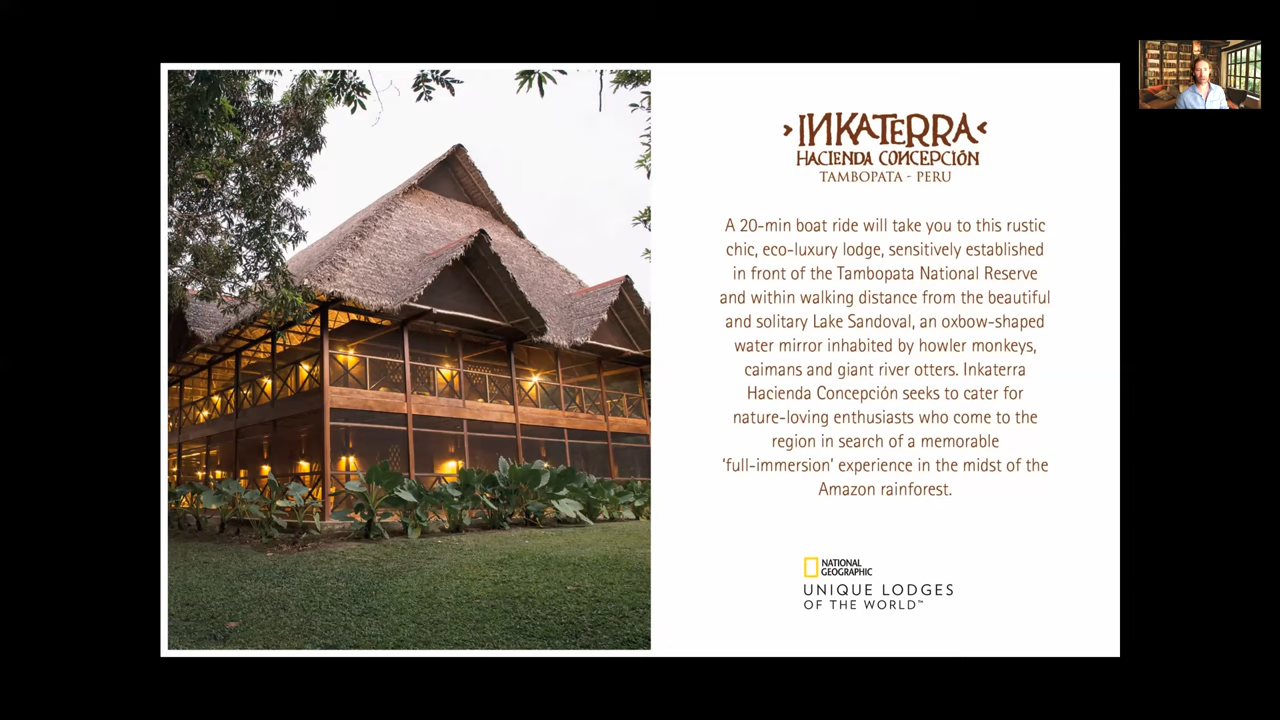 INKATERRA
HACIENDA CONCEPCIÓN
TAMBOPATA - PERU
A 20-min boat ride will take you to this rustic
chic, eco-luxury lodge, sensitively established
in front of the Tambopata National Reserve
and within walking distance from the beautiful
and solitary Lake Sandoval, an oxbow-shaped
water mirror inhabited by howler monkeys,
caimans and giant river otters. Inkaterra
Hacienda Concepción seeks to cater for
nature-loving enthusiasts who come to the
region in search of a memorable
‘full-immersion’ experience in the midst of the
Amazon rainforest.
NATIONAL
GEOGRAPHIC
UNIQUE LODGES
OF THE WORLD™